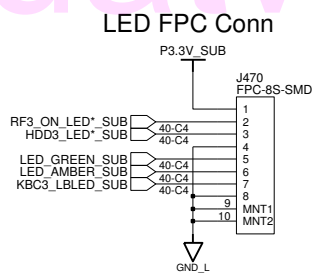 LED FPC Conn
P3.3V_SUB
J470
FPC-8S-SMD
1
RF3_ON_LED*_SUB 2
40-C4
HDD3_LED*_SUB 3
40-C4
4
LED_GREEN_SUB 5
40-C4
LED_AMBER_SUB 6
40-C4
KBC3_LBLED_SUB 7
40-C4
8
9 MNT1
10 MNT2
GND_L